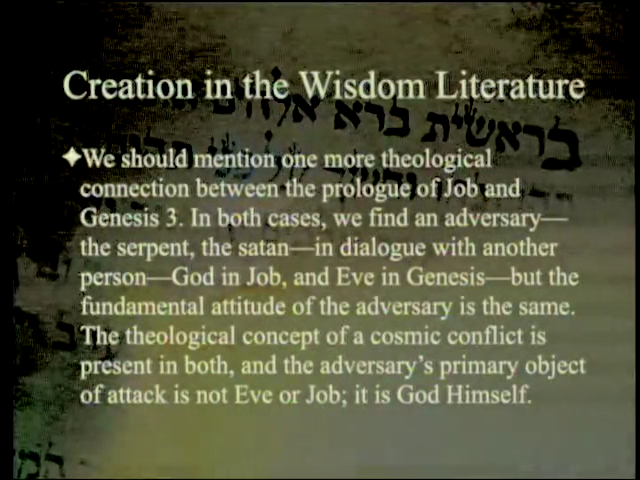 Creation in the Wisdom Literature
בראשית ברא אלהים
✦We should mention one more theological
connection between the prologue of Job and
Genesis 3. In both cases, we find an adversary—
the serpent, the satan—in dialogue with another
person—God in Job, and Eve in Genesis—but the
fundamental attitude of the adversary is the same.
The theological concept of a cosmic conflict is
present in both, and the adversary’s primary object
of attack is not Eve or Job; it is God Himself.